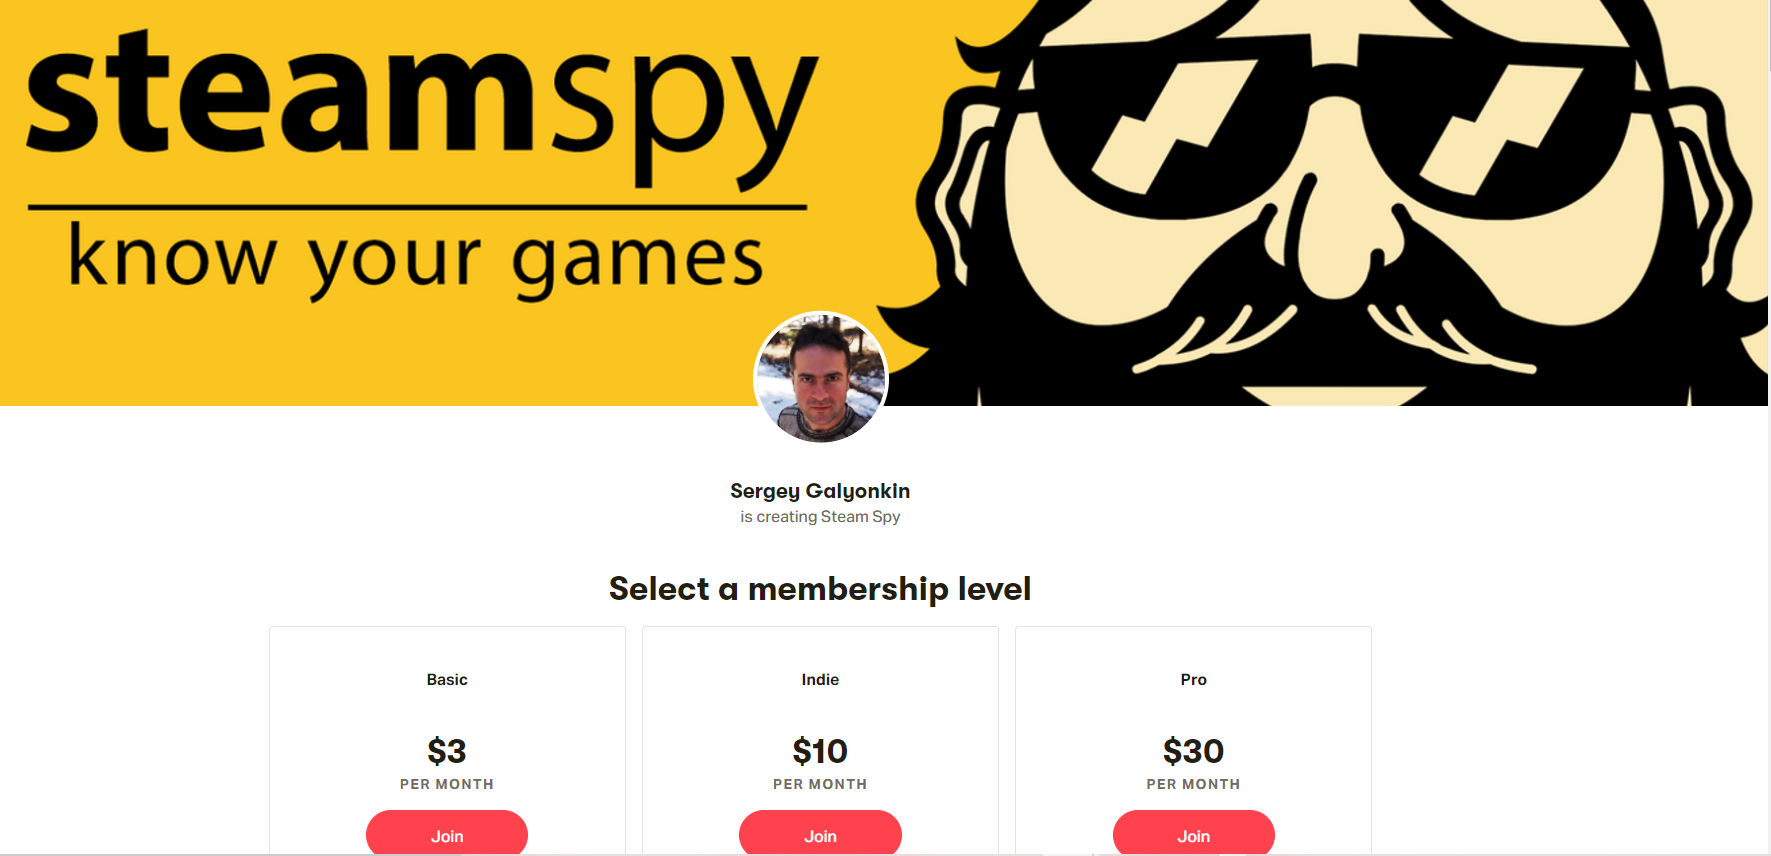 steamspy
know your games
Sergey Galyonkin
is creating Steam Spy
Select a membership level
Basic
$3
PER MONTH
Join
Indie
$10
PER MONTH
Join
Pro
$30
PER MONTH
Join